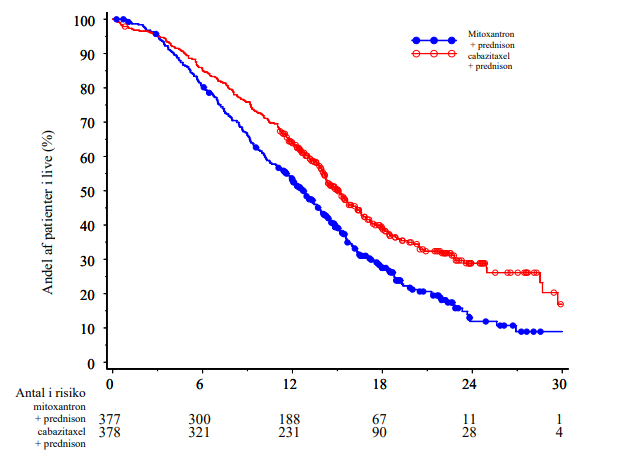 Andel af patienter i live (%)
100
90
80
70
60
50
40
30
20
10
0
Mitoxantron
+ prednison
cabazitaxel
+ prednison
0 6 12 18 24 30
Antal i risiko
mitoxantron
+ prednison 377 300 188 67 11 1
cabazitaxel 378 321 231 90 28 4
+ prednison